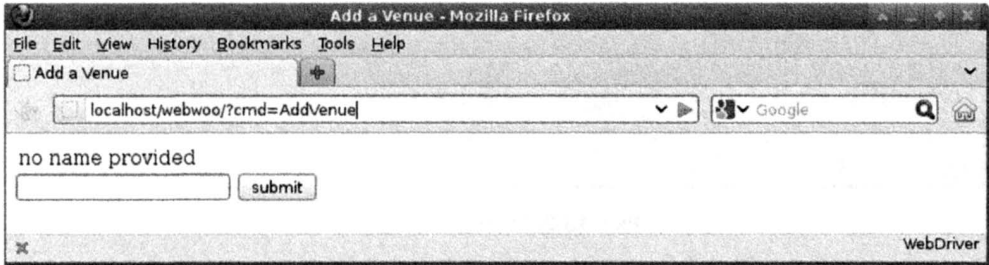 Add a Venue - Mozilla Firefox
File Edit View History Bookmarks Tools Help
Add a Venue
localhost/webwoo/?cmd=AddVenue Google
no name provided
submit
WebDriver